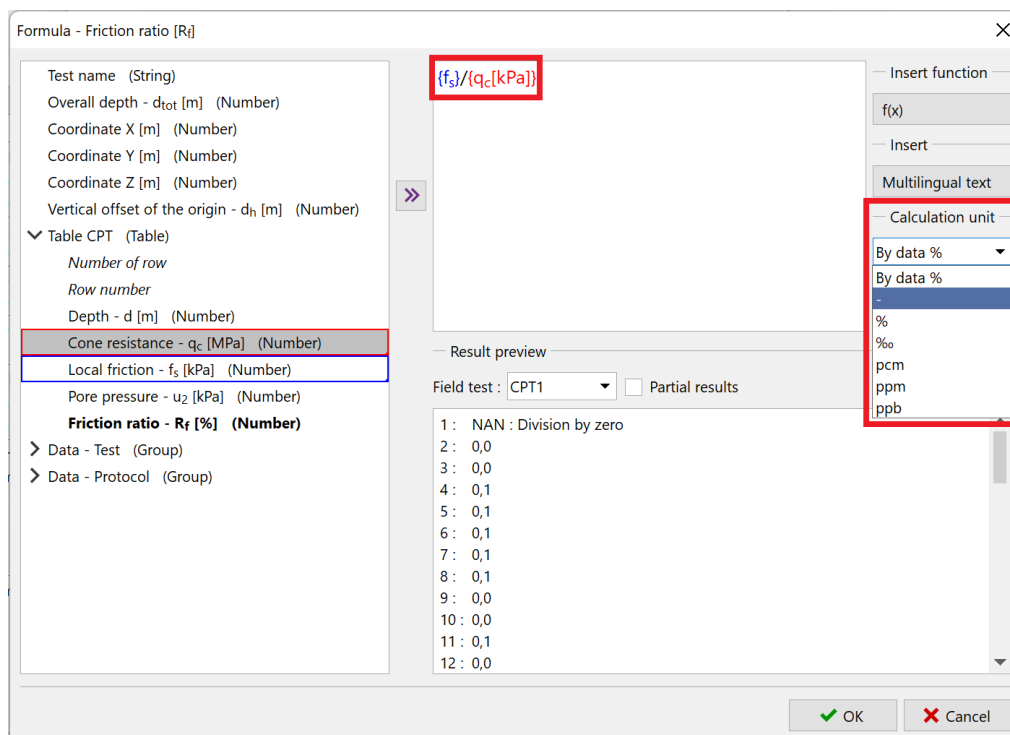 Formula - Friction ratio [Rf]
Test name (String)
Overall depth - dtot [m] (Number)
Coordinate X [m] (Number)
Coordinate Y [m] (Number)
Coordinate Z [m] (Number)
Vertical offset of the origin - dh [m] (Number)
Table CPT (Table)
Number of row
Row number
Depth - d [m] (Number)
Cone resistance - qc [MPa] (Number)
Local friction - fs [kPa] (Number)
Pore pressure - u2 [kPa] (Number)
Friction ratio - Rf [%] (Number)
Data - Test (Group)
Data - Protocol (Group)
{fs}/{qc[kPa]}
Insert function
f(x)
Insert
Multilingual text
Calculation unit
By data %
By data %
-
%
‰
pcm
ppm
ppb
Result preview
Field test : CPT1 Partial results
1 : NAN : Division by zero
2 : 0,0
3 : 0,0
4 : 0,1
5 : 0,1
6 : 0,1
7 : 0,1
8 : 0,1
9 : 0,0
10 : 0,0
11 : 0,1
12 : 0,0
OK Cancel